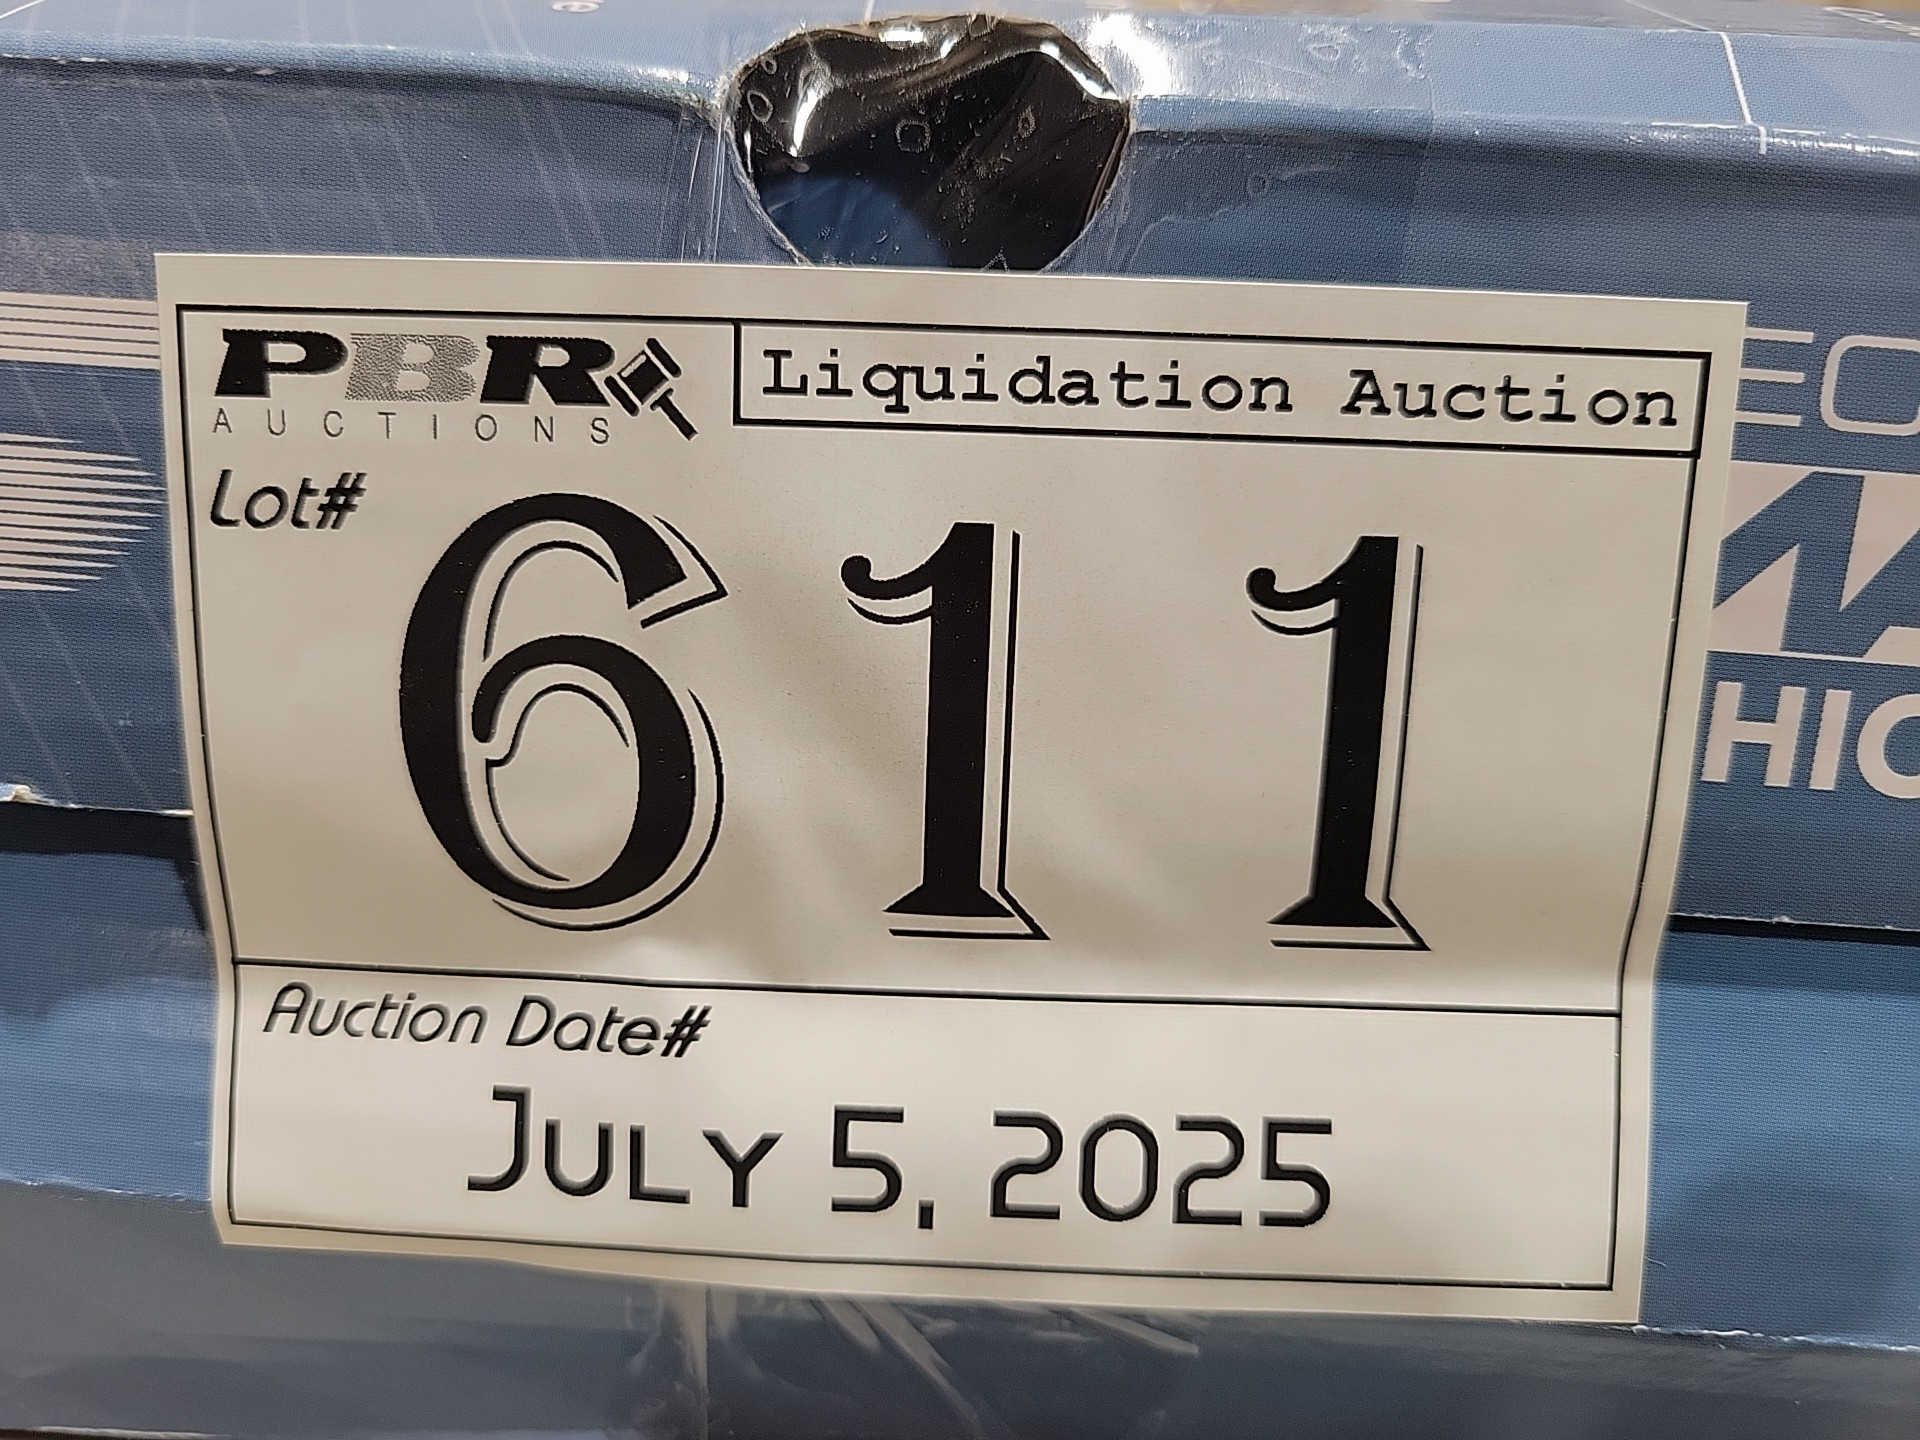 PBR
AUCTIONS
Liquidation Auction
Lot#
611
Auction Date#
July 5, 2025